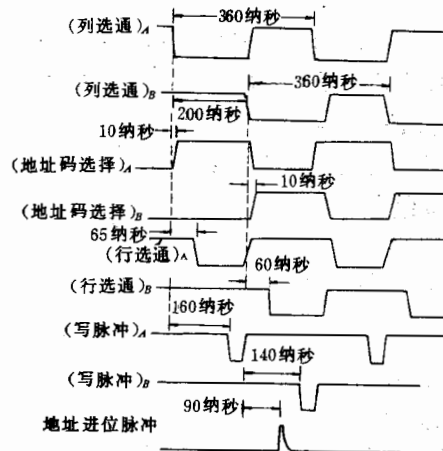 360纳秒
(列选通)A
(列选通)B
360纳秒
200纳秒
10纳秒
(地址码选择)A
10纳秒
(地址码选择)B
65纳秒
(行选通)A
60纳秒
(行选通)B
160纳秒
(写脉冲)A
140纳秒
(写脉冲)B
90纳秒
地址进位脉冲